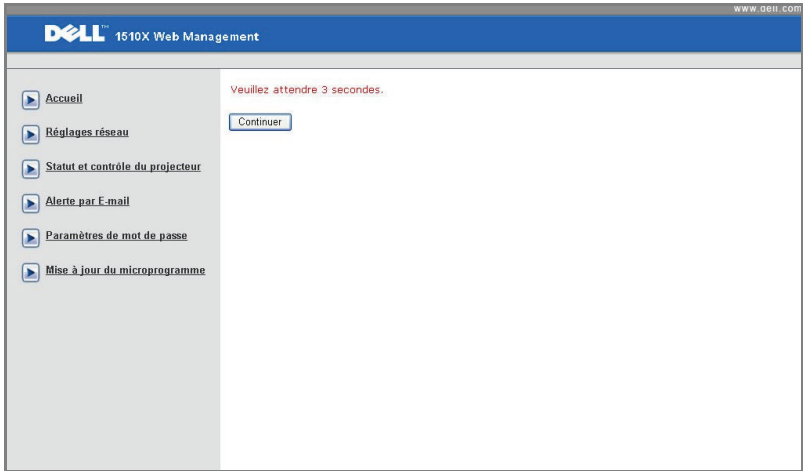 www.dell.com
DELL™ 1510X Web Management
Accueil
Réglages réseau
Statut et contrôle du projecteur
Alerte par E-mail
Paramètres de mot de passe
Mise à jour du microprogramme
Veuillez attendre 3 secondes.
Continuer